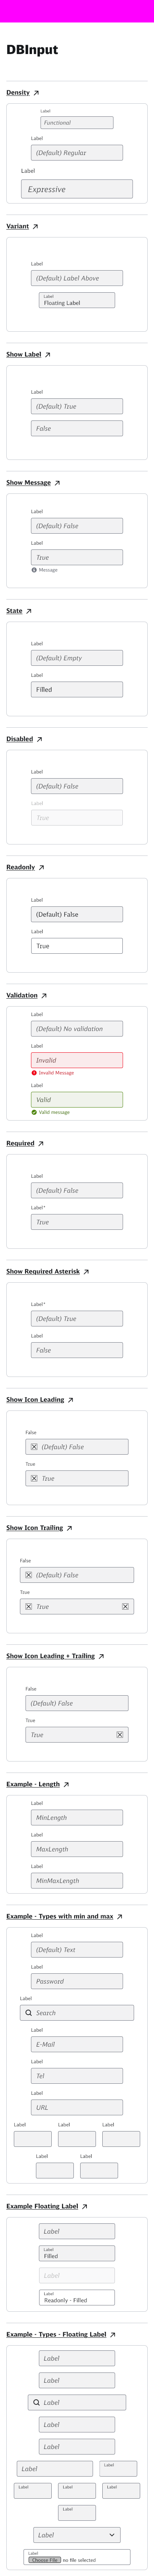 DBInput
Density
Label
Functional
Label
(Default) Regular
Label
Expressive
Variant
Label
(Default) Label Above
Label
Floating Label
Show Label
Label
(Default) True
False
Show Message
Label
(Default) False
Label
True
Message
State
Label
(Default) Empty
Label
Filled
Disabled
Label
(Default) False
Label
True
Readonly
Label
(Default) False
Label
True
Validation
Label
(Default) No validation
Label
Invalid
Invalid Message
Label
Valid
Valid message
Required
Label
(Default) False
Label*
True
Show Required Asterisk
Label*
(Default) True
Label
False
Show Icon Leading
False
(Default) False
True
True
Show Icon Trailing
False
(Default) False
True
True
Show Icon Leading + Trailing
False
(Default) False
True
True
Example - Length
Label
MinLength
Label
MaxLength
Label
MinMaxLength
Example - Types with min and max
Label
(Default) Text
Label
Password
Label
Search
Label
E-Mail
Label
Tel
Label
URL
Label Label Label
Label Label
Example Floating Label
Label
Label
Filled
Label
Label
Readonly - Filled
Example - Types - Floating Label
Label
Label
Label
Label
Label
Label Label
Label Label Label
Label
Label
Label
Choose File no file selected